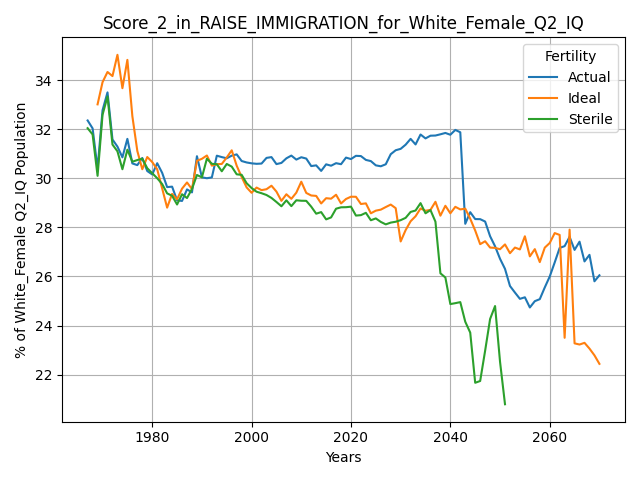 Score_2_in_RAISE_IMMIGRATION_for_White_Female_Q2_IQ
% of White_Female Q2_IQ Population
34
32
30
28
26
24
22
Fertility
Actual
Ideal
Sterile
1980
2000
2020
2040
2060
Years